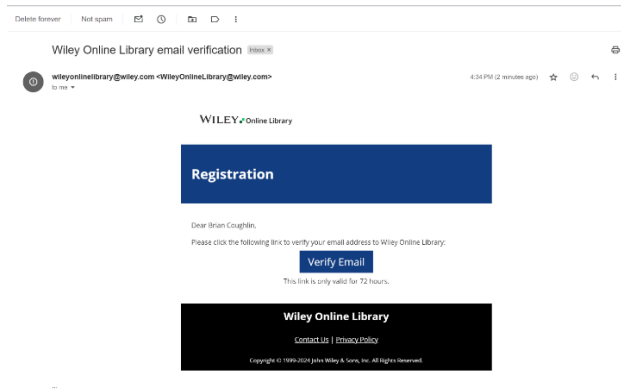 Delete forever Not spam
Wiley Online Library email verification Inbox ×
wileyonlinelibrary@wiley.com <WileyOnlineLibrary@wiley.com> 4:34 PM (2 minutes ago)
to me
WILEY Online Library
Registration
Dear Brian Coughlin,
Please click the following link to verify your email address to Wiley Online Library:
Verify Email
This link is only valid for 72 hours.
Wiley Online Library
Contact Us | Privacy Policy
Copyright © 1999-2024 John Wiley & Sons, Inc. All Rights Reserved.